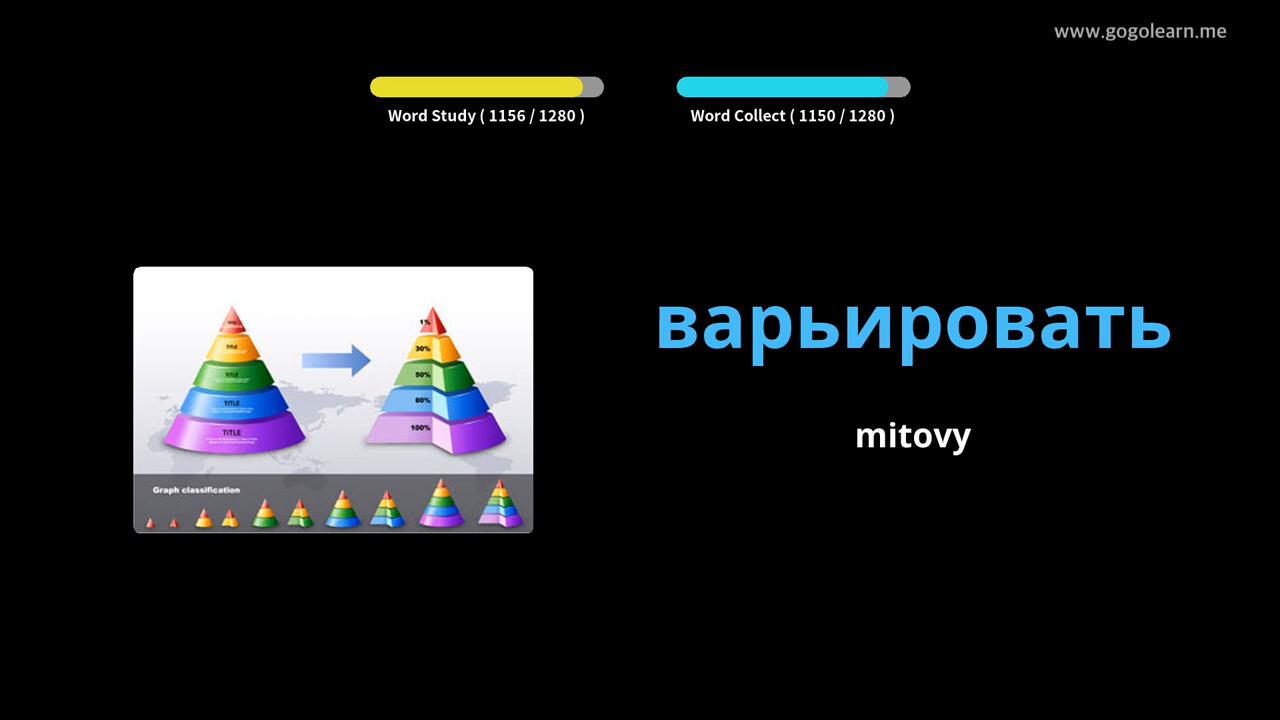 www.gogolearn.me
Word Study ( 1156 / 1280 )
Word Collect ( 1150 / 1280 )
варьировать
mitovy
1%
TITLE
30%
TITLE
50%
TITLE
80%
TITLE
100%
Graph classification